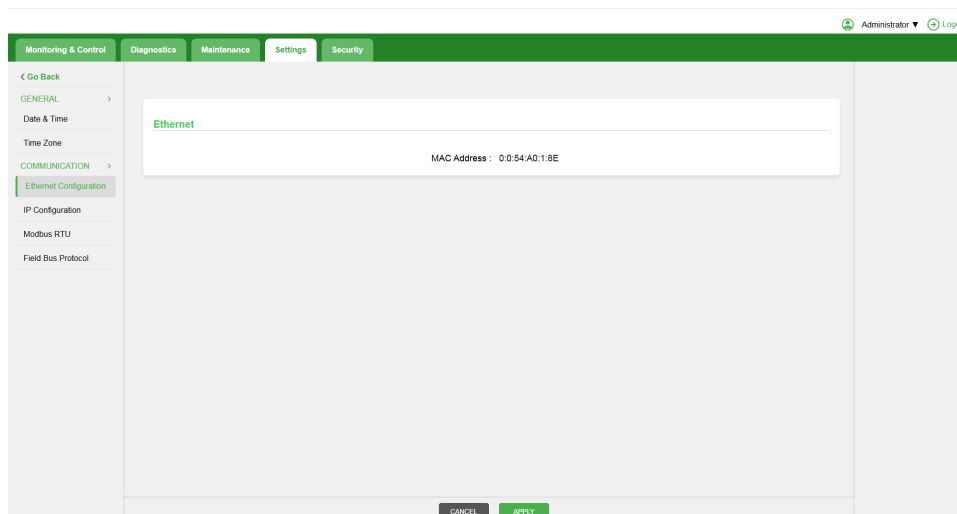 Administrator ▼
Monitoring & Control Diagnostics Maintenance Settings Security
Go Back
GENERAL
Date & Time
Time Zone
COMMUNICATION
Ethernet Configuration
IP Configuration
Modbus RTU
Field Bus Protocol
Ethernet
MAC Address : 0:0:54:A0:1:8E
CANCEL APPLY